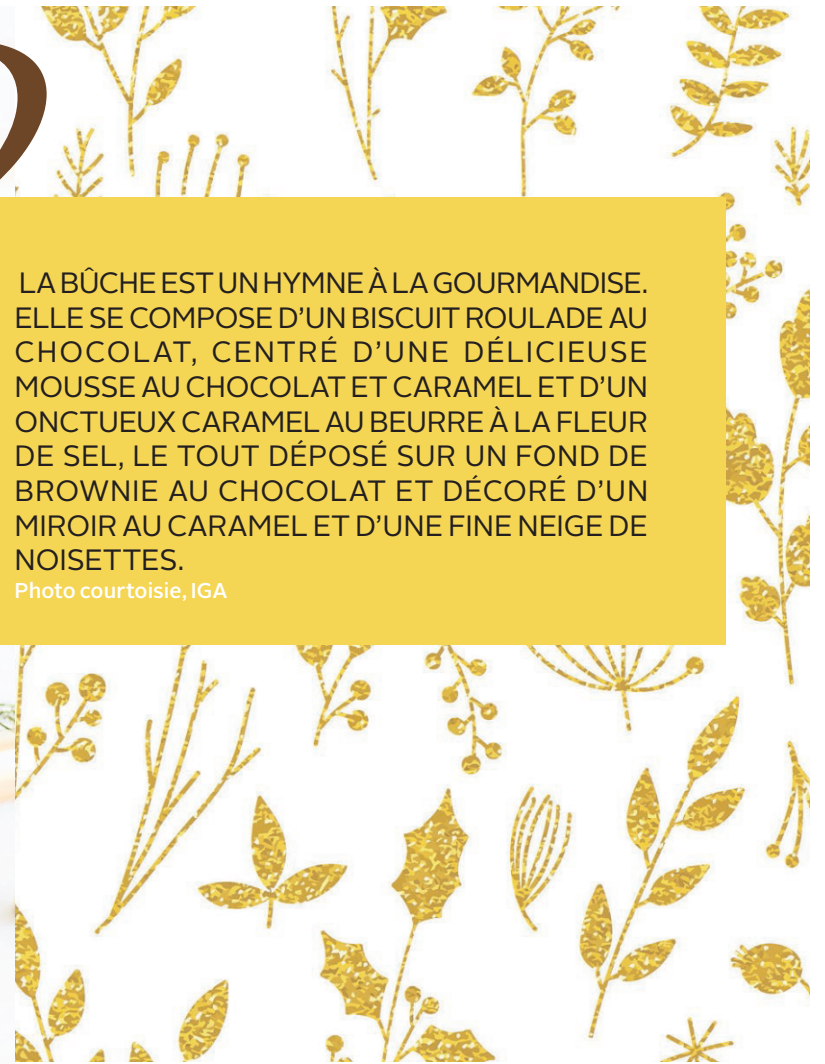 LA BÛCHE EST UN HYMNE À LA GOURMANDISE.
ELLE SE COMPOSE D’UN BISCUIT ROULADE AU
CHOCOLAT, CENTRÉ D’UNE DÉLICIEUSE
MOUSSE AU CHOCOLAT ET CARAMEL ET D’UN
ONCTUEUX CARAMEL AU BEURRE À LA FLEUR
DE SEL, LE TOUT DÉPOSÉ SUR UN FOND DE
BROWNIE AU CHOCOLAT ET DÉCORÉ D’UN
MIROIR AU CARAMEL ET D’UNE FINE NEIGE DE
NOISETTES.
Photo courtoisie, IGA